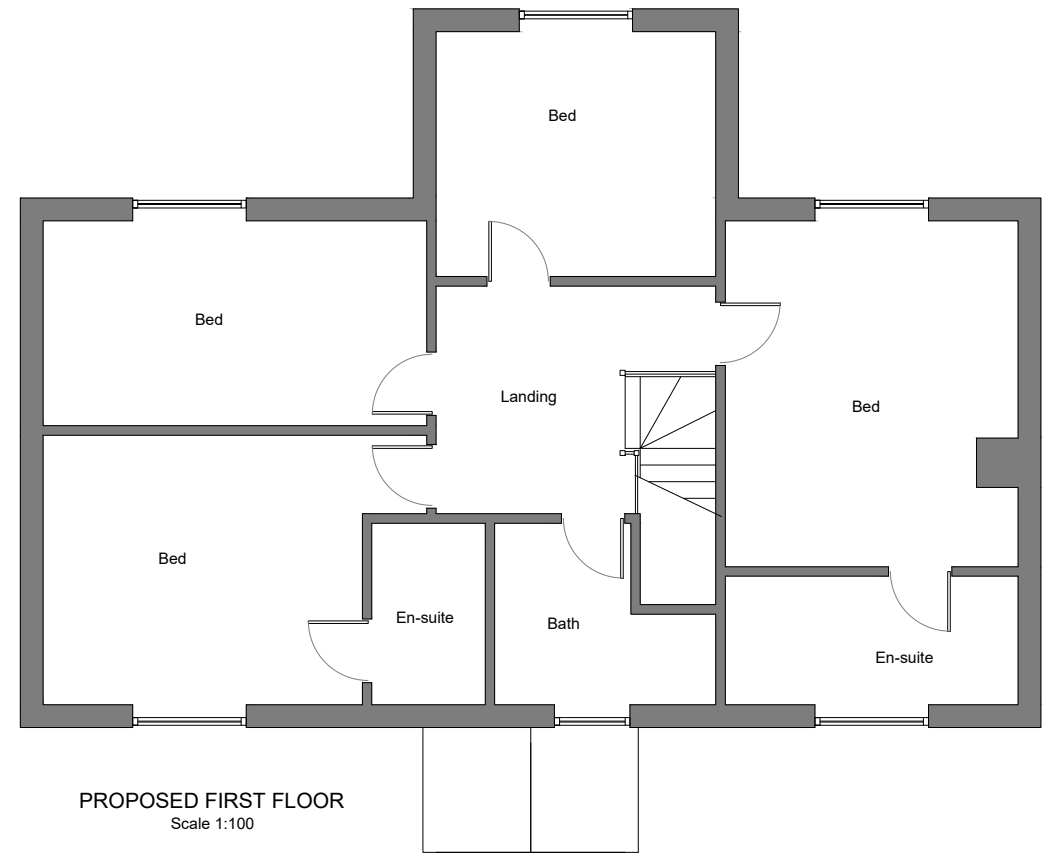 Bed
Bed
Landing
Bed
Bed
En-suite
Bath
En-suite
PROPOSED FIRST FLOOR
Scale 1:100